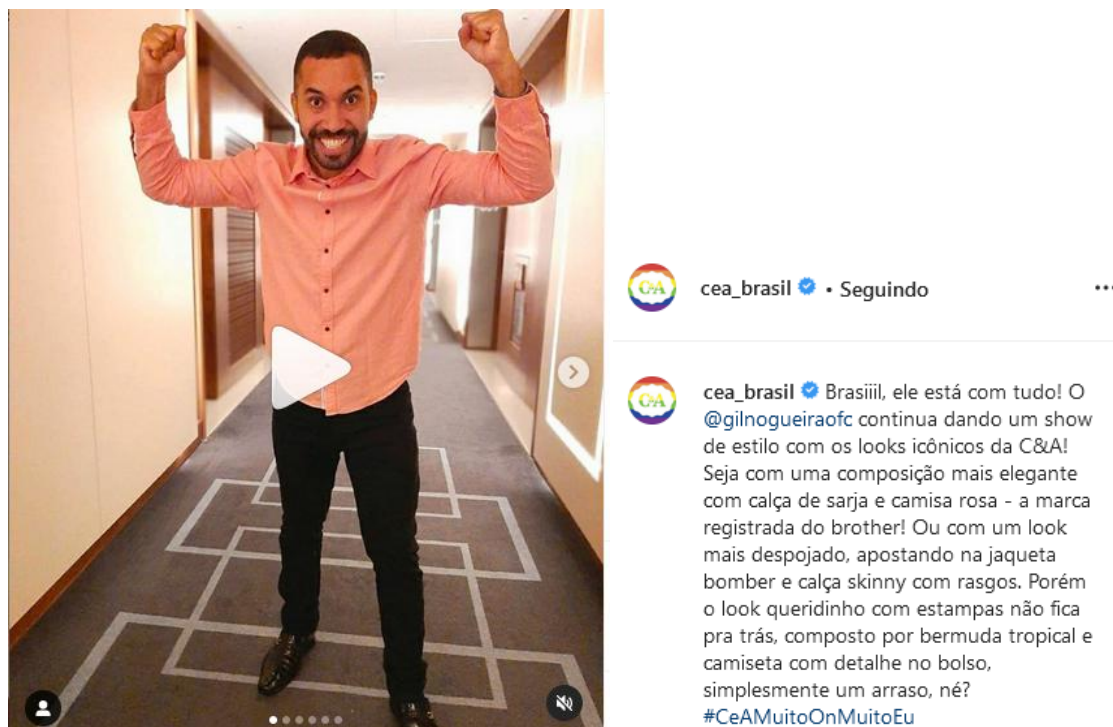 C&A
cea_brasil • Seguindo
C&A
cea_brasil Brasiiil, ele está com tudo! O
@gilnogueiraofc continua dando um show
de estilo com os looks icônicos da C&A!
Seja com uma composição mais elegante
com calça de sarja e camisa rosa - a marca
registrada do brother! Ou com um look
mais despojado, apostando na jaqueta
bomber e calça skinny com rasgos. Porém
o look queridinho com estampas não fica
pra trás, composto por bermuda tropical e
camiseta com detalhe no bolso,
simplesmente um arraso, né?
#CeAMuitoOnMuitoEu